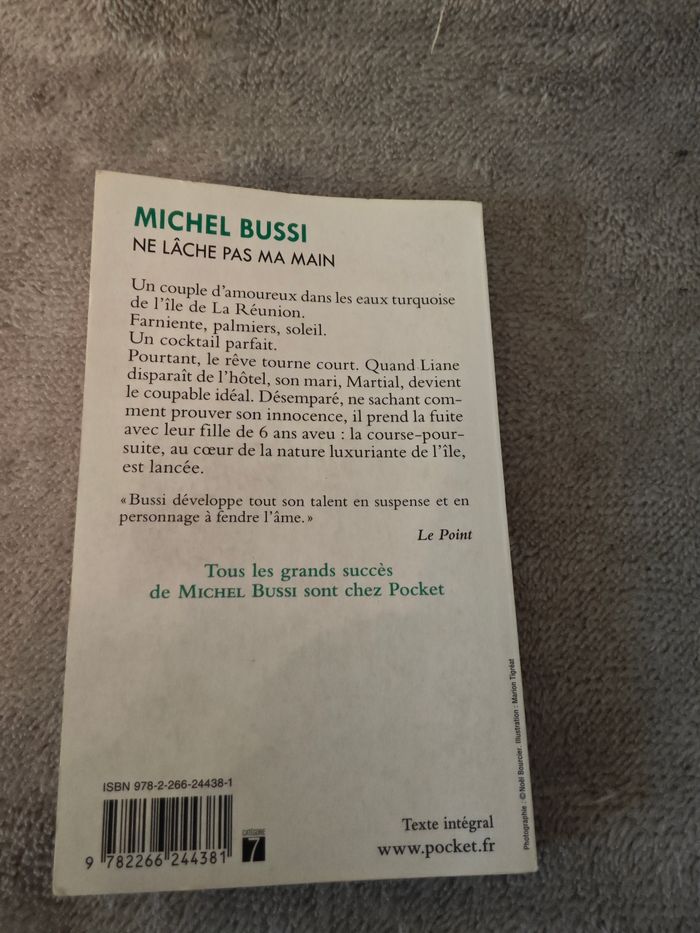 MICHEL BUSSI
NE LÂCHE PAS MA MAIN
Un couple d'amoureux dans les eaux turquoise
de l'île de La Réunion.
Farniente, palmiers, soleil.
Un cocktail parfait.
Pourtant, le rêve tourne court. Quand Liane
disparaît de l'hôtel, son mari, Martial, devient
le coupable idéal. Désemparé, ne sachant com-
ment prouver son innocence, il prend la fuite
avec leur fille de 6 ans aveu : la course-pour-
suite, au cœur de la nature luxuriante de l'île,
est lancée.
« Bussi développe tout son talent en suspense et en
personnage à fendre l'âme. »
Le Point
Tous les grands succès
de MICHEL BUSSI sont chez Pocket
ISBN 978-2-266-24438-1
9 782266 244381
CATÉGORIE
7
Texte intégral
www.pocket.fr
Photographie : © Noël Bourcier. Illustration : Marion Tigréat